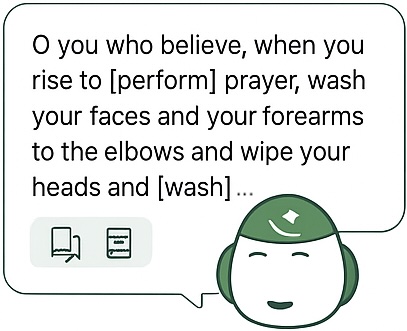 O you who believe, when you
rise to [perform] prayer, wash
your faces and your forearms
to the elbows and wipe your
heads and [wash] ...